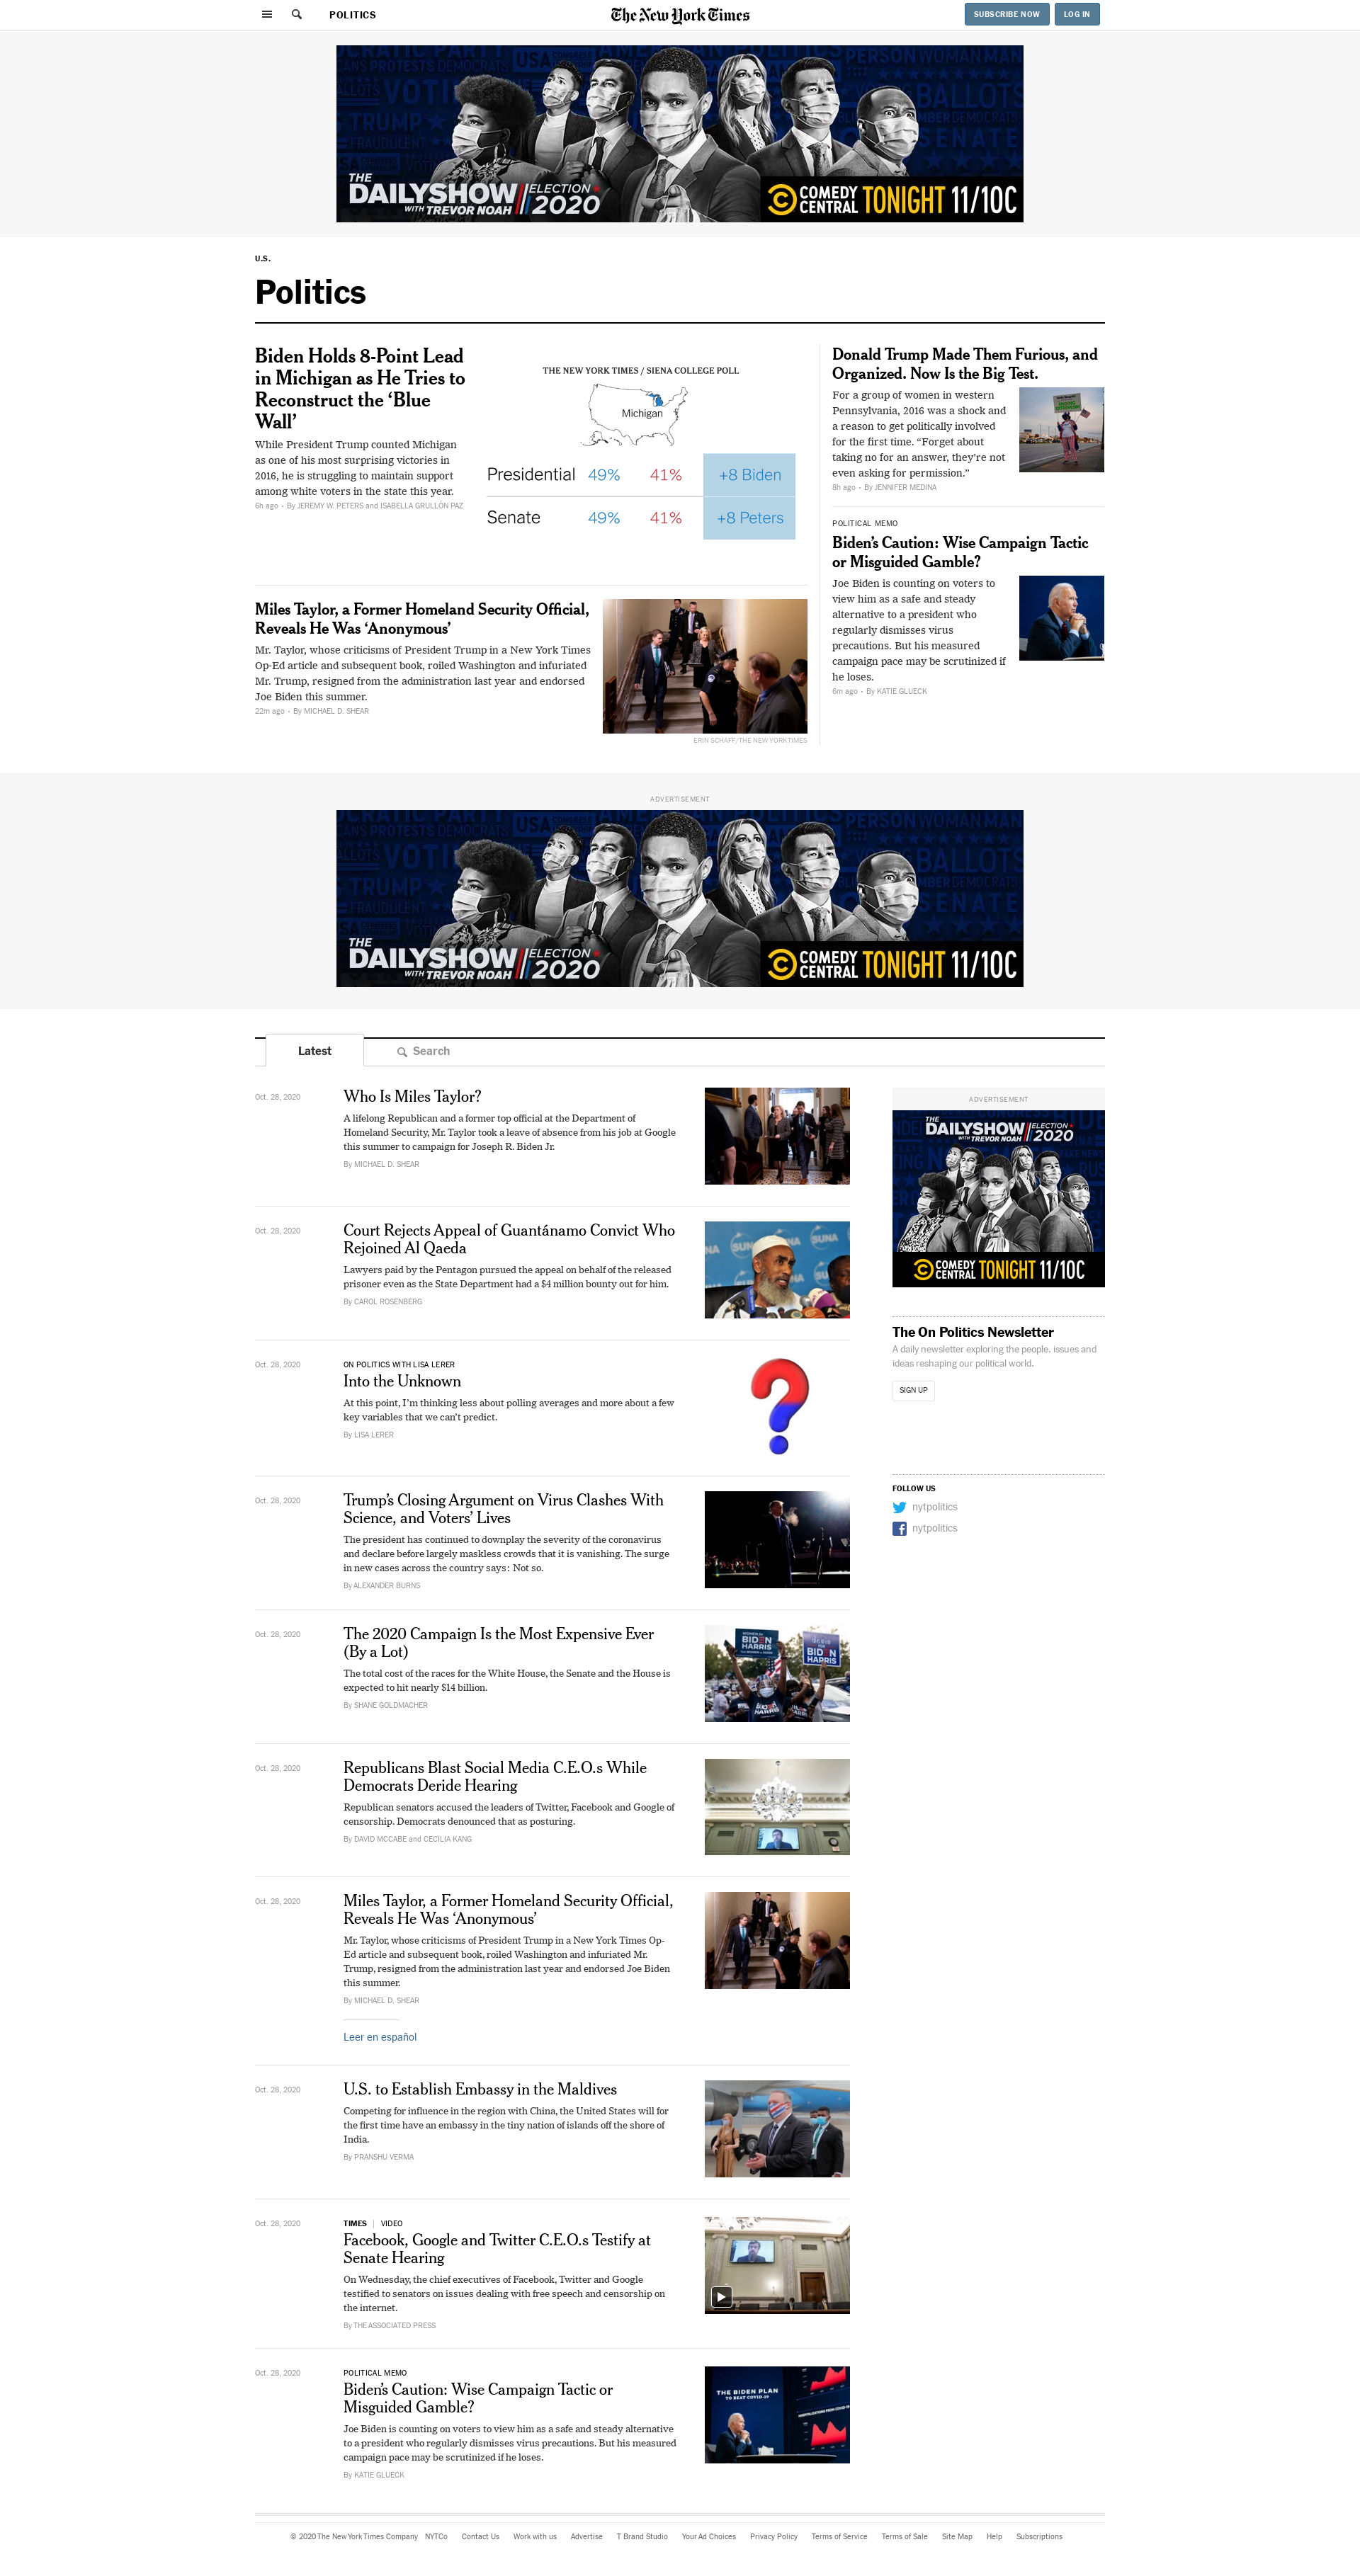 POLITICS
The New York Times
SUBSCRIBE NOW
LOG IN
THE
DAILYSHOW
WITH TREVOR NOAH
ELECTION
2020
COMEDY
CENTRAL
TONIGHT 11/10C
U.S.
Politics
Biden Holds 8-Point Lead
in Michigan as He Tries to
Reconstruct the ‘Blue
Wall’
While President Trump counted Michigan
as one of his most surprising victories in
2016, he is struggling to maintain support
among white voters in the state this year.
6h ago • By JEREMY W. PETERS and ISABELLA GRULLÓN PAZ
THE NEW YORK TIMES / SIENA COLLEGE POLL
Michigan
Presidential 49% 41% +8 Biden
Senate 49% 41% +8 Peters
Miles Taylor, a Former Homeland Security Official,
Reveals He Was ‘Anonymous’
Mr. Taylor, whose criticisms of President Trump in a New York Times
Op-Ed article and subsequent book, roiled Washington and infuriated
Mr. Trump, resigned from the administration last year and endorsed
Joe Biden this summer.
22m ago • By MICHAEL D. SHEAR
ERIN SCHAFF/THE NEW YORK TIMES
Donald Trump Made Them Furious, and
Organized. Now Is the Big Test.
For a group of women in western
Pennsylvania, 2016 was a shock and
a reason to get politically involved
for the first time. “Forget about
taking no for an answer, they’re not
even asking for permission.”
8h ago • By JENNIFER MEDINA
POLITICAL MEMO
Biden’s Caution: Wise Campaign Tactic
or Misguided Gamble?
Joe Biden is counting on voters to
view him as a safe and steady
alternative to a president who
regularly dismisses virus
precautions. But his measured
campaign pace may be scrutinized if
he loses.
6m ago • By KATIE GLUECK
ADVERTISEMENT
THE
DAILYSHOW
WITH TREVOR NOAH
ELECTION
2020
COMEDY
CENTRAL
TONIGHT 11/10C
Latest
Search
Oct. 28, 2020
Who Is Miles Taylor?
A lifelong Republican and a former top official at the Department of
Homeland Security, Mr. Taylor took a leave of absence from his job at Google
this summer to campaign for Joseph R. Biden Jr.
By MICHAEL D. SHEAR
Oct. 28, 2020
Court Rejects Appeal of Guantánamo Convict Who
Rejoined Al Qaeda
Lawyers paid by the Pentagon pursued the appeal on behalf of the released
prisoner even as the State Department had a $4 million bounty out for him.
By CAROL ROSENBERG
SUNA
Oct. 28, 2020
ON POLITICS WITH LISA LERER
Into the Unknown
At this point, I’m thinking less about polling averages and more about a few
key variables that we can’t predict.
By LISA LERER
?
Oct. 28, 2020
Trump’s Closing Argument on Virus Clashes With
Science, and Voters’ Lives
The president has continued to downplay the severity of the coronavirus
and declare before largely maskless crowds that it is vanishing. The surge
in new cases across the country says: Not so.
By ALEXANDER BURNS
Oct. 28, 2020
The 2020 Campaign Is the Most Expensive Ever
(By a Lot)
The total cost of the races for the White House, the Senate and the House is
expected to hit nearly $14 billion.
By SHANE GOLDMACHER
BIDEN
HARRIS
BIDEN
HARRIS
Oct. 28, 2020
Republicans Blast Social Media C.E.O.s While
Democrats Deride Hearing
Republican senators accused the leaders of Twitter, Facebook and Google of
censorship. Democrats denounced that as posturing.
By DAVID MCCABE and CECILIA KANG
Oct. 28, 2020
Miles Taylor, a Former Homeland Security Official,
Reveals He Was ‘Anonymous’
Mr. Taylor, whose criticisms of President Trump in a New York Times Op-
Ed article and subsequent book, roiled Washington and infuriated Mr.
Trump, resigned from the administration last year and endorsed Joe Biden
this summer.
By MICHAEL D. SHEAR
Leer en español
Oct. 28, 2020
U.S. to Establish Embassy in the Maldives
Competing for influence in the region with China, the United States will for
the first time have an embassy in the tiny nation of islands off the shore of
India.
By PRANSHU VERMA
Oct. 28, 2020
TIMES | VIDEO
Facebook, Google and Twitter C.E.O.s Testify at
Senate Hearing
On Wednesday, the chief executives of Facebook, Twitter and Google
testified to senators on issues dealing with free speech and censorship on
the internet.
By THE ASSOCIATED PRESS
Oct. 28, 2020
POLITICAL MEMO
Biden’s Caution: Wise Campaign Tactic or
Misguided Gamble?
Joe Biden is counting on voters to view him as a safe and steady alternative
to a president who regularly dismisses virus precautions. But his measured
campaign pace may be scrutinized if he loses.
By KATIE GLUECK
THE BIDEN PLAN
TO BEAT COVID-19
ADVERTISEMENT
THE
DAILYSHOW
WITH TREVOR NOAH
ELECTION
2020
COMEDY
CENTRAL
TONIGHT 11/10C
The On Politics Newsletter
A daily newsletter exploring the people, issues and
ideas reshaping our political world.
SIGN UP
FOLLOW US
nytpolitics
nytpolitics
© 2020 The New York Times Company NYTCo Contact Us Work with us Advertise T Brand Studio Your Ad Choices Privacy Policy Terms of Service Terms of Sale Site Map Help Subscriptions